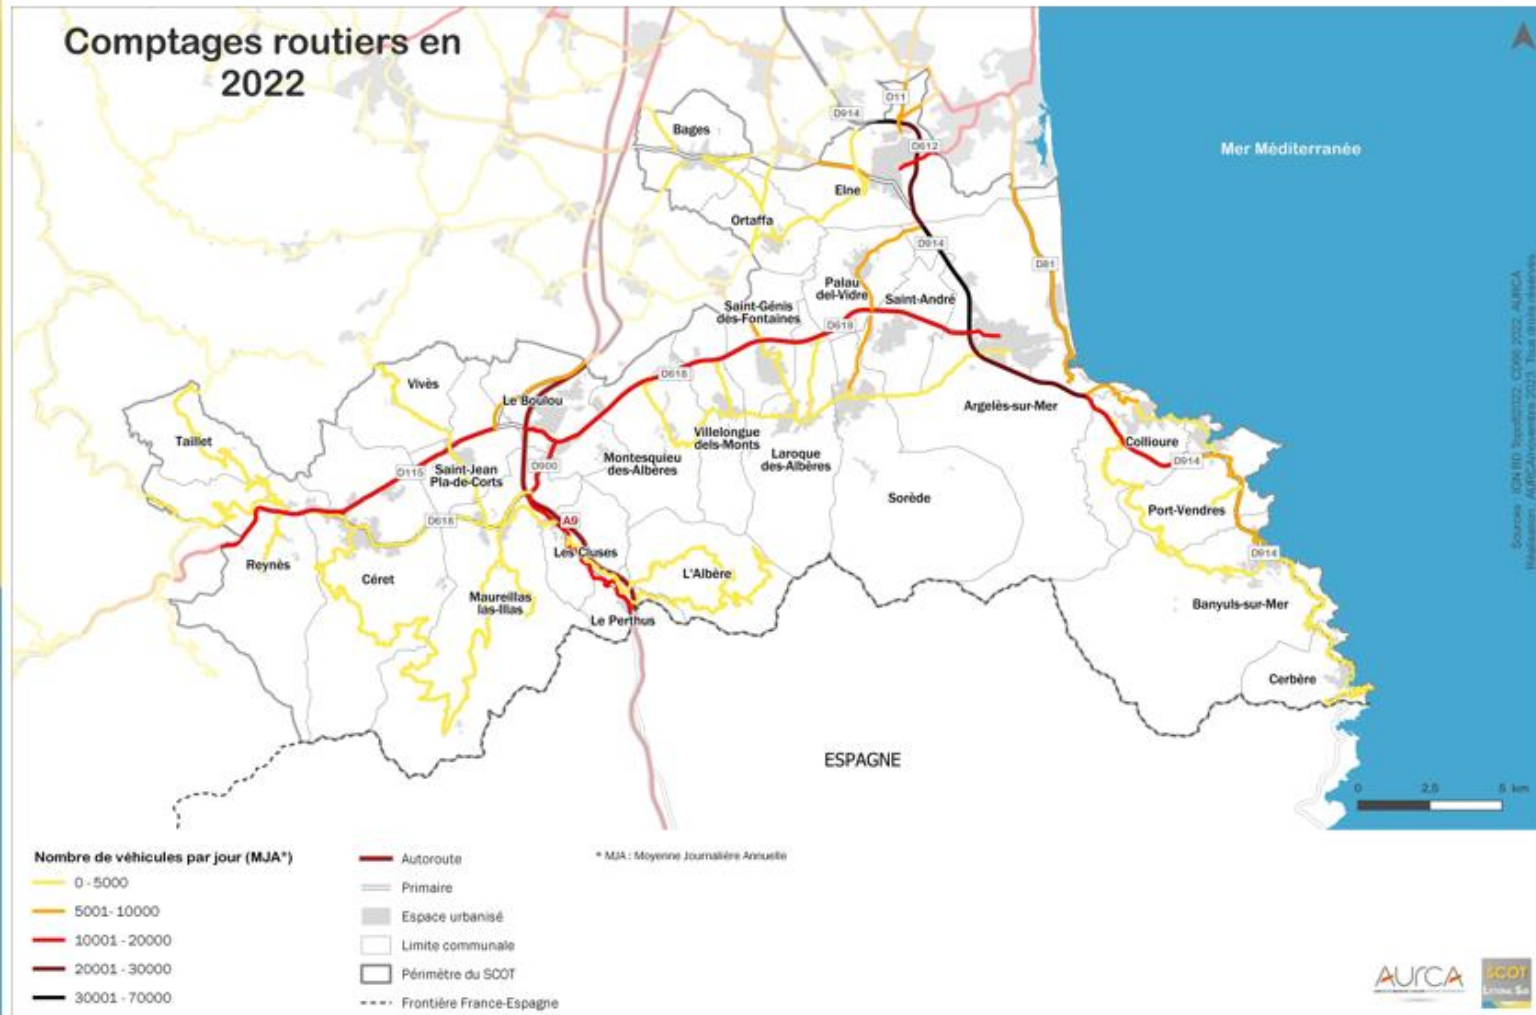 Comptages routiers en
2022
D11
D914
Bages
D612
Mer Méditerranée
Elne
Ortaffa
D914
D81
Palau
del-Vidre
Saint-André
Saint-Génis
des-Fontaines
D618
D618
Vivès
Le Boulou
Argelès-sur-Mer
Taillet
Villelongue
dels-Monts
Collioure
Montesquieu
des-Albères
Laroque
des-Albères
D914
D115
Saint-Jean
Pla-de-Corts
D900
Sorède
Port-Vendres
D618
A9
Les Cluses
D914
Reynès
Céret
L'Albère
Maureillas
las-Illas
Banyuls-sur-Mer
Le Perthus
Cerbère
ESPAGNE
0 2,5 5 km
Nombre de véhicules par jour (MJA*)
0 - 5000
5001- 10000
10001 - 20000
20001 - 30000
30001 - 70000
Autoroute
Primaire
Espace urbanisé
Limite communale
Périmètre du SCOT
Frontière France-Espagne
* MJA : Moyenne Journalière Annuelle
AURCA
SCOT